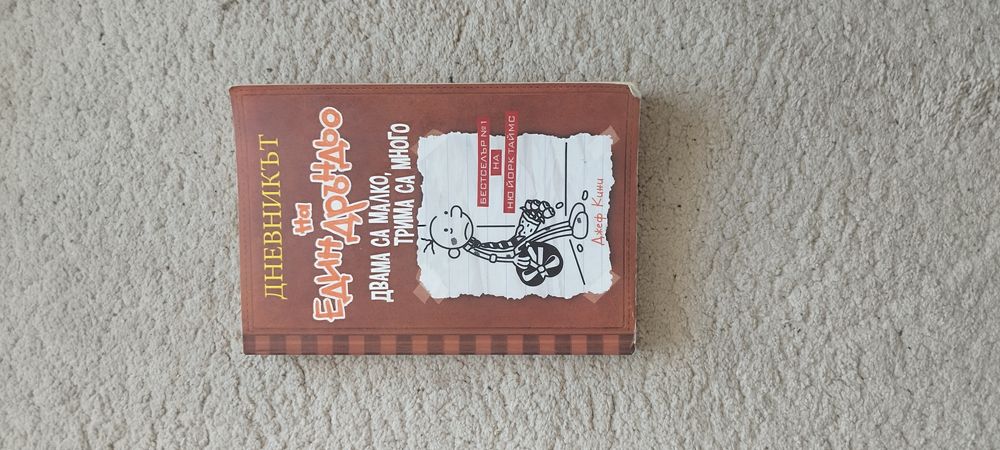 ДНЕВНИКЪТ
на
ЕДИН ДРЪНДЬО
ДВАМА СА МАЛКО,
ТРИМА СА МНОГО
БЕСТСЕЛЪР №1
НА
НЮ ЙОРК ТАЙМС
Джеф Кини